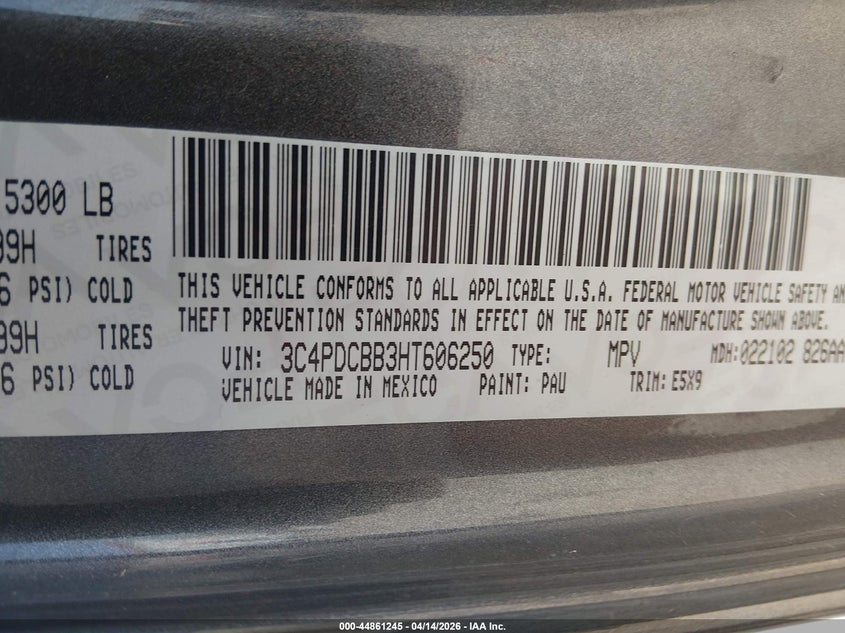 5300 LB
99H TIRES
6 PSI) COLD
99H TIRES
6 PSI) COLD
THIS VEHICLE CONFORMS TO ALL APPLICABLE U.S.A. FEDERAL MOTOR VEHICLE SAFETY AN
THEFT PREVENTION STANDARDS IN EFFECT ON THE DATE OF MANUFACTURE SHOWN ABOVE.
VIN: 3C4PDCBB3HT606250 TYPE: MPV MDH:022102 826AA
VEHICLE MADE IN MEXICO PAINT: PAU TRIM: E5X9
000-44861245 - 04/14/2026 - IAA Inc.